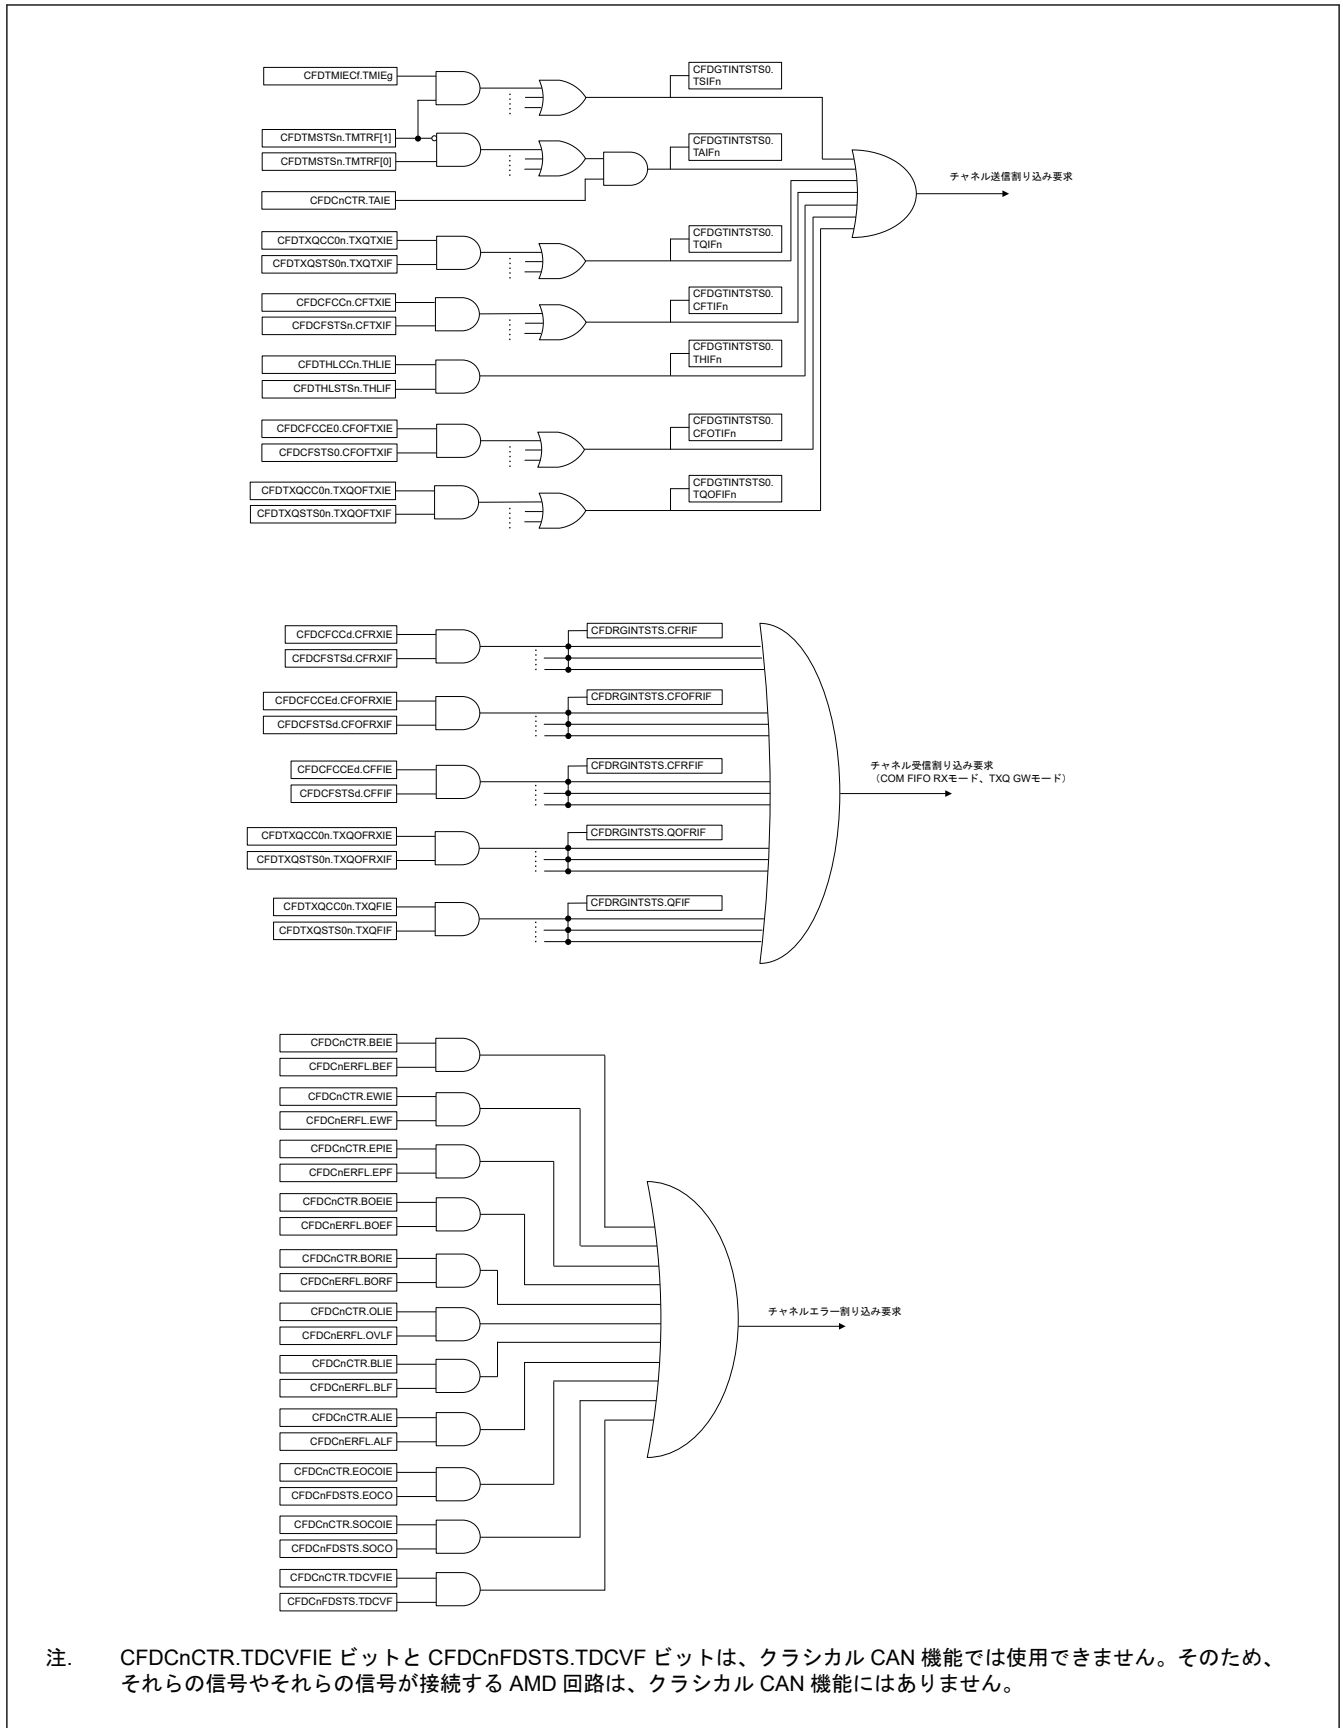 CFDTMIECf.TMIEg
CFDGTINTSTS0.
TSIFn
CFDTMSTSn.TMTRF[1]
CFDTMSTSn.TMTRF[0]
CFDGTINTSTS0.
TAIFn
CFDCnCTR.TAIE
チャネル送信割り込み要求
CFDTXQCC0n.TXQTXIE
CFDTXQSTS0n.TXQTXIF
CFDGTINTSTS0.
TQIFn
CFDCFCCn.CFTXIE
CFDCFSTSn.CFTXIF
CFDGTINTSTS0.
CFTIFn
CFDTHLCCn.THLIE
CFDTHLSTSn.THLIF
CFDGTINTSTS0.
THIFn
CFDCFCCE0.CFOFTXIE
CFDCFSTS0.CFOFTXIF
CFDGTINTSTS0.
CFOTIFn
CFDTXQCC0n.TXQOFTXIE
CFDTXQSTS0n.TXQOFTXIF
CFDGTINTSTS0.
TQOFIFn
CFDCFCCd.CFRXIE
CFDCFSTSd.CFRXIF
CFDRGINTSTS.CFRIF
CFDCFCCEd.CFOFRXIE
CFDCFSTSd.CFOFRXIF
CFDRGINTSTS.CFOFRIF
CFDCFCCEd.CFFIE
CFDCFSTSd.CFFIF
CFDRGINTSTS.CFRFIF
チャネル受信割り込み要求
（COM FIFO RXモード、TXQ GWモード）
CFDTXQCC0n.TXQOFRXIE
CFDTXQSTS0n.TXQOFRXIF
CFDRGINTSTS.QOFRIF
CFDTXQCC0n.TXQFIE
CFDTXQSTS0n.TXQFIF
CFDRGINTSTS.QFIF
CFDCnCTR.BEIE
CFDCnERFL.BEF
CFDCnCTR.EWIE
CFDCnERFL.EWF
CFDCnCTR.EPIE
CFDCnERFL.EPF
CFDCnCTR.BOEIE
CFDCnERFL.BOEF
CFDCnCTR.BORIE
CFDCnERFL.BORF
CFDCnCTR.OLIE
CFDCnERFL.OVLF
チャネルエラー割り込み要求
CFDCnCTR.BLIE
CFDCnERFL.BLF
CFDCnCTR.ALIE
CFDCnERFL.ALF
CFDCnCTR.EOCOIE
CFDCnFDSTS.EOCO
CFDCnCTR.SOCOIE
CFDCnFDSTS.SOCO
CFDCnCTR.TDCVFIE
CFDCnFDSTS.TDCVF
注. CFDCnCTR.TDCVFIE ビットと CFDCnFDSTS.TDCVF ビットは、クラシカル CAN 機能では使用できません。そのため、
それらの信号やそれらの信号が接続する AMD 回路は、クラシカル CAN 機能にはありません。